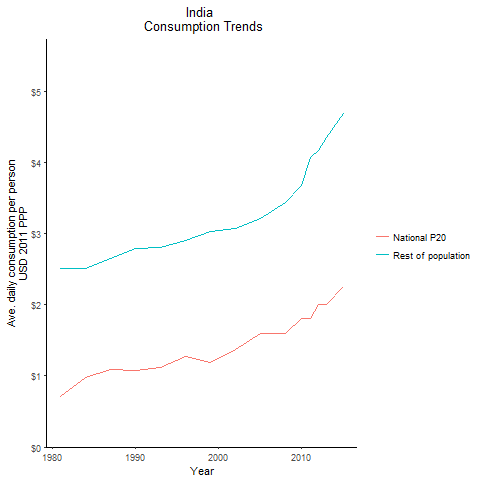 India
Consumption Trends
Ave. daily consumption per person
USD 2011 PPP
$5
$4
$3
$2
$1
$0
1980
1990
2000
2010
Year
National P20
Rest of population